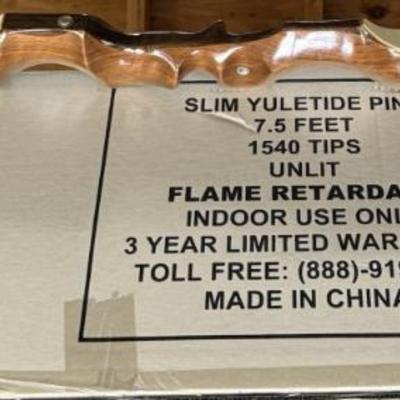 SLIM YULETIDE PIN
7.5 FEET
1540 TIPS
UNLIT
FLAME RETARDA
INDOOR USE ONL
3 YEAR LIMITED WAR
TOLL FREE: (888)-919
MADE IN CHINA